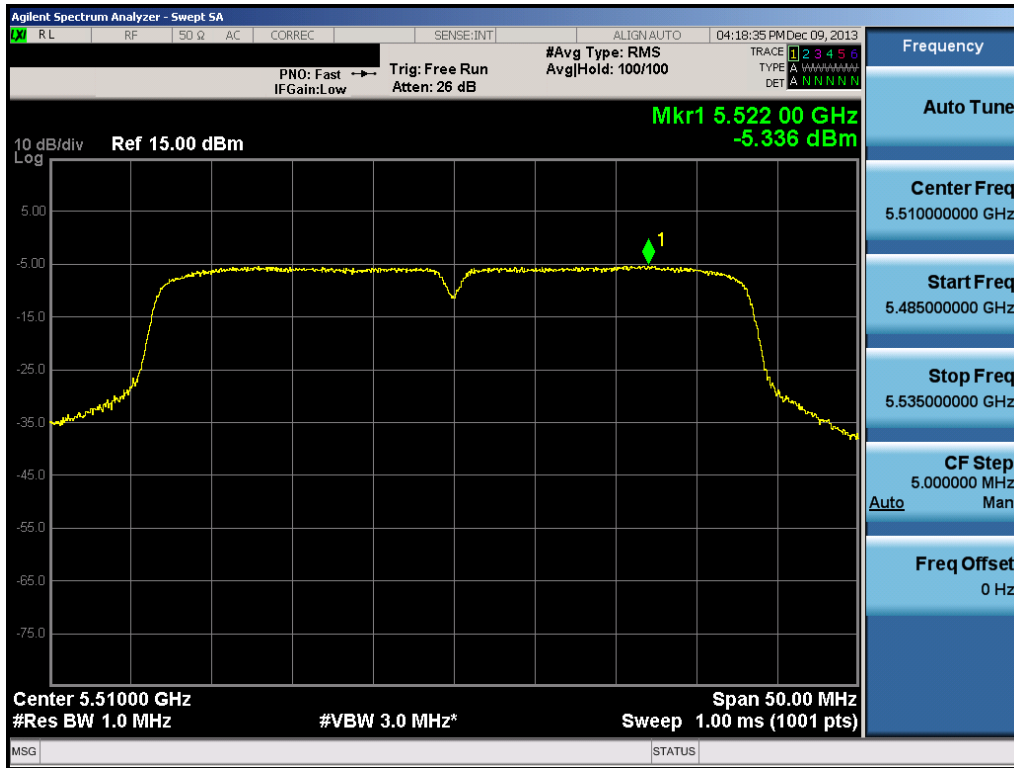 Agilent Spectrum Analyzer - Swept SA
LXI RL RF 50 Ω AC CORREC SENSE:INT ALIGN AUTO 04:18:35 PM Dec 09, 2013
PNO: Fast Trig: Free Run #Avg Type: RMS TRACE 1 2 3 4 5 6
IFGain:Low Atten: 26 dB Avg|Hold: 100/100 TYPE A WWWWW
DET A N N N N N
Mkr1 5.522 00 GHz
-5.336 dBm
10 dB/div Ref 15.00 dBm
Log
5.00
-5.00
-15.0
-25.0
-35.0
-45.0
-55.0
-65.0
-75.0
1
Center 5.51000 GHz Span 50.00 MHz
#Res BW 1.0 MHz #VBW 3.0 MHz* Sweep 1.00 ms (1001 pts)
MSG STATUS
Frequency
Auto Tune
Center Freq
5.510000000 GHz
Start Freq
5.485000000 GHz
Stop Freq
5.535000000 GHz
CF Step
5.000000 MHz
Auto Man
Freq Offset
0 Hz